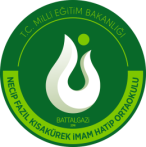 T.C. MİLLİ EĞİTİM BAKANLIĞI
BATTALGAZİ
NECİP FAZIL KISAKÜREK İMAM HATİP ORTAOKULU